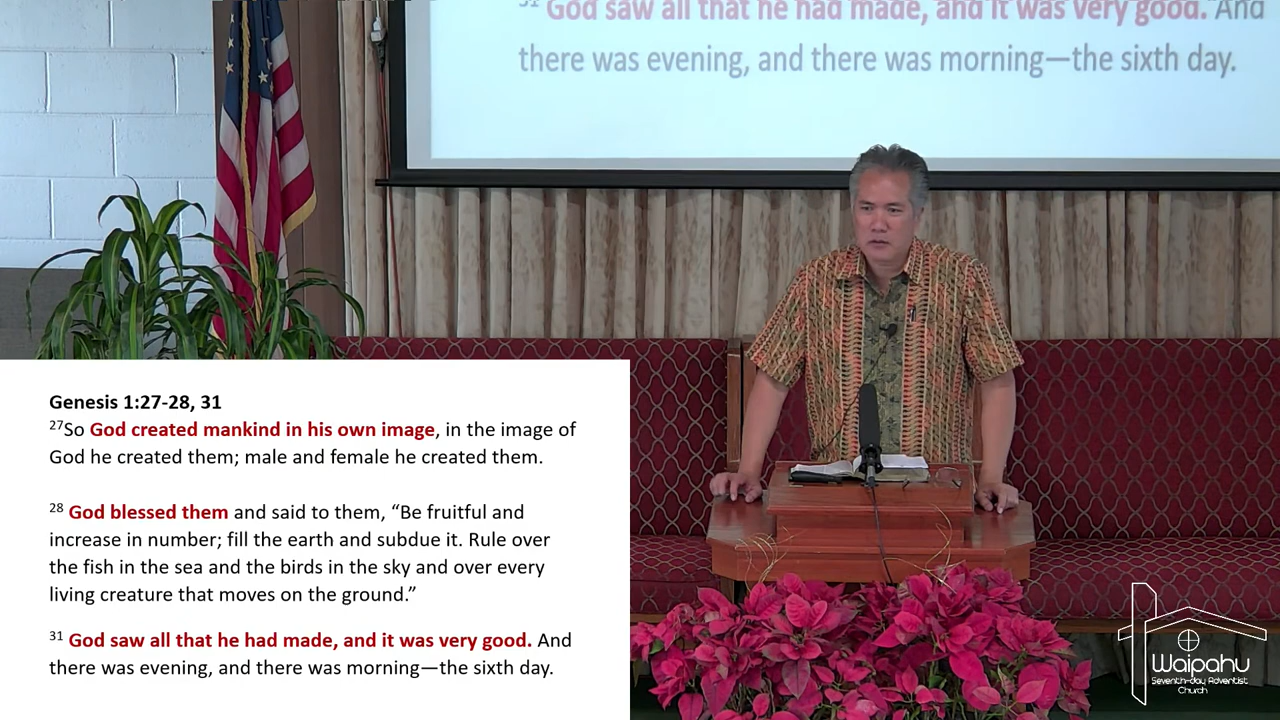 31 God saw all that he had made, and it was very good. And
there was evening, and there was morning—the sixth day.
Genesis 1:27-28, 31
27So God created mankind in his own image, in the image of
God he created them; male and female he created them.
28 God blessed them and said to them, “Be fruitful and
increase in number; fill the earth and subdue it. Rule over
the fish in the sea and the birds in the sky and over every
living creature that moves on the ground.”
31 God saw all that he had made, and it was very good. And
there was evening, and there was morning—the sixth day.
Waipahu
Seventh-day Adventist
Church